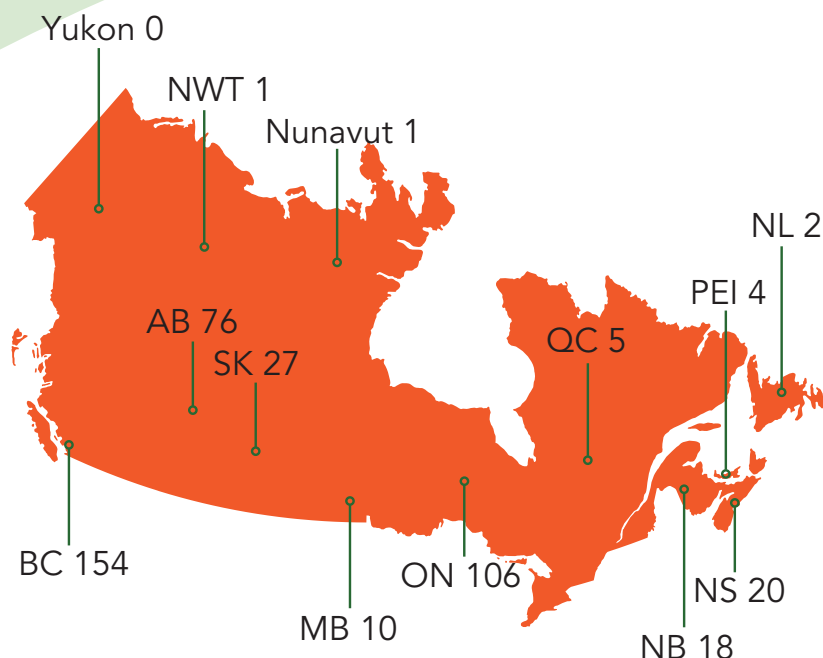 Yukon 0
NWT 1
Nunavut 1
NL 2
PEI 4
AB 76
QC 5
SK 27
BC 154
ON 106
NS 20
MB 10
NB 18